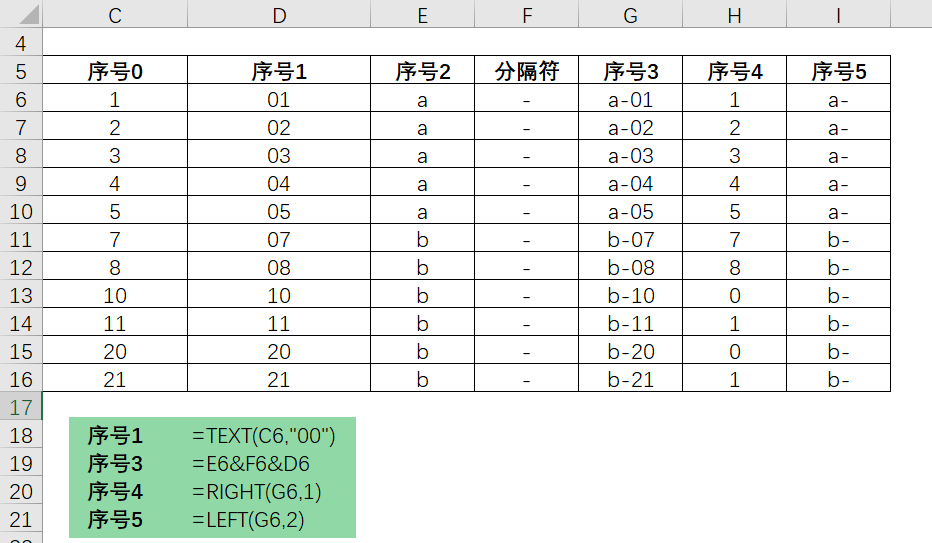 C D E F G H I
4
5 序号0 序号1 序号2 分隔符 序号3 序号4 序号5
6 1 01 a - a-01 1 a-
7 2 02 a - a-02 2 a-
8 3 03 a - a-03 3 a-
9 4 04 a - a-04 4 a-
10 5 05 a - a-05 5 a-
11 7 07 b - b-07 7 b-
12 8 08 b - b-08 8 b-
13 10 10 b - b-10 0 b-
14 11 11 b - b-11 1 b-
15 20 20 b - b-20 0 b-
16 21 21 b - b-21 1 b-
17
18 序号1 =TEXT(C6,"00")
19 序号3 =E6&F6&D6
20 序号4 =RIGHT(G6,1)
21 序号5 =LEFT(G6,2)